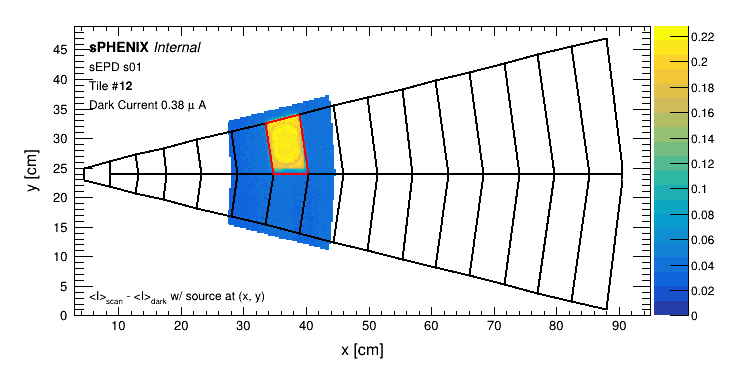 sPHENIX Internal
sEPD s01
Tile #12
Dark Current 0.38 μ A
<I>scan - <I>dark w/ source at (x, y)
y [cm]
45
40
35
30
25
20
15
10
5
0
10 20 30 40 50 60 70 80 90
x [cm]
0.22
0.2
0.18
0.16
0.14
0.12
0.1
0.08
0.06
0.04
0.02
0